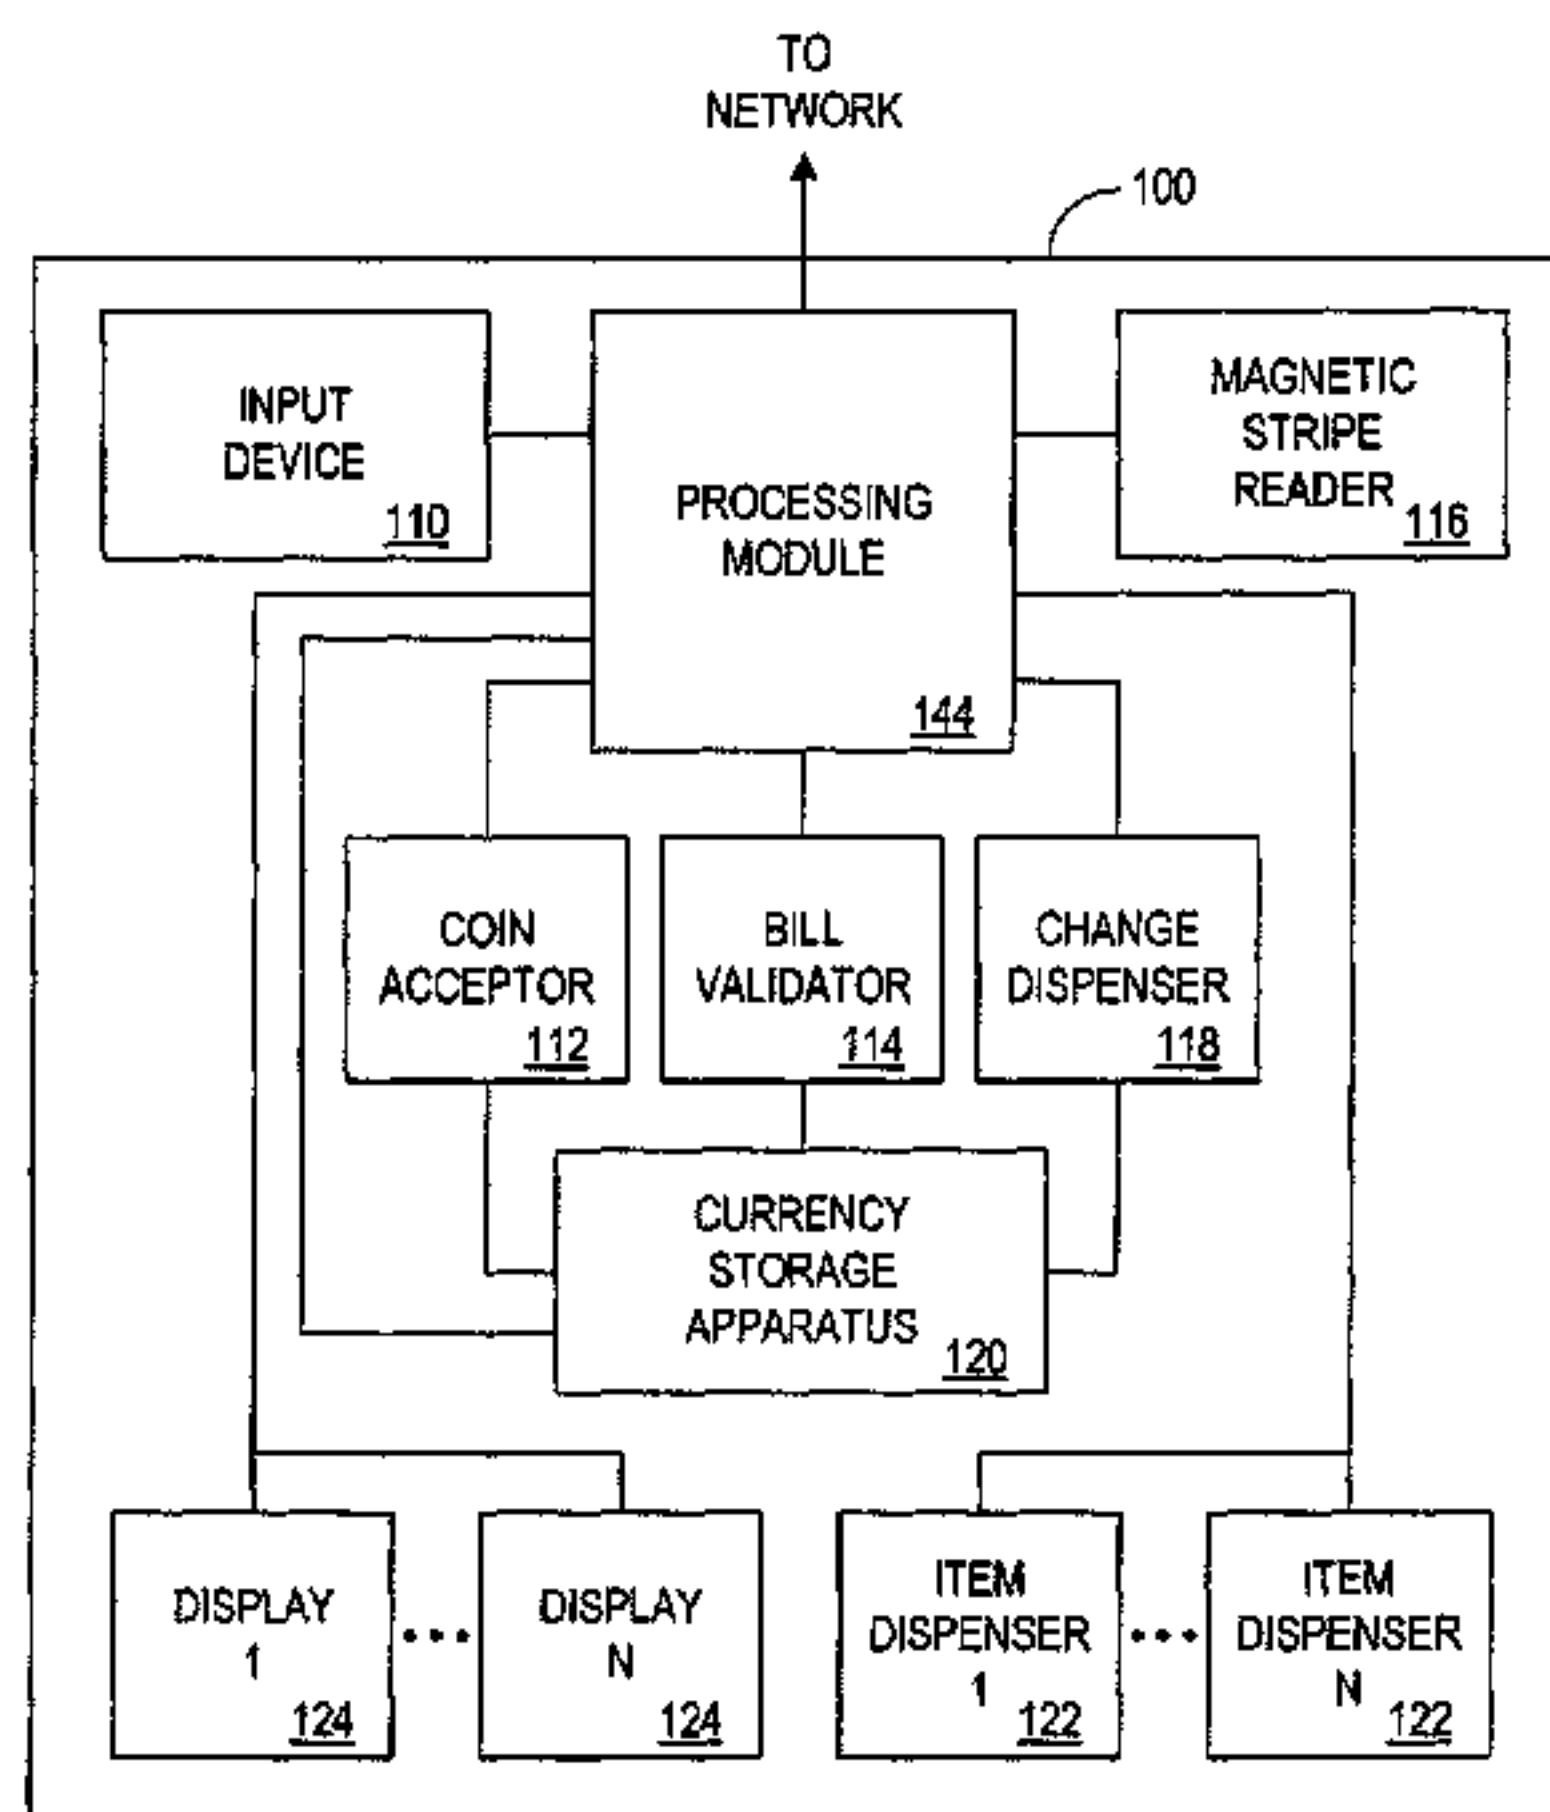 TO
NETWORK
100
INPUT
DEVICE
110
PROCESSING
MODULE
144
MAGNETIC
STRIPE
READER
116
COIN
ACCEPTOR
112
BILL
VALIDATOR
114
CHANGE
DISPENSER
118
CURRENCY
STORAGE
APPARATUS
120
DISPLAY
1
124
DISPLAY
N
124
ITEM
DISPENSER
1
122
ITEM
DISPENSER
N
122